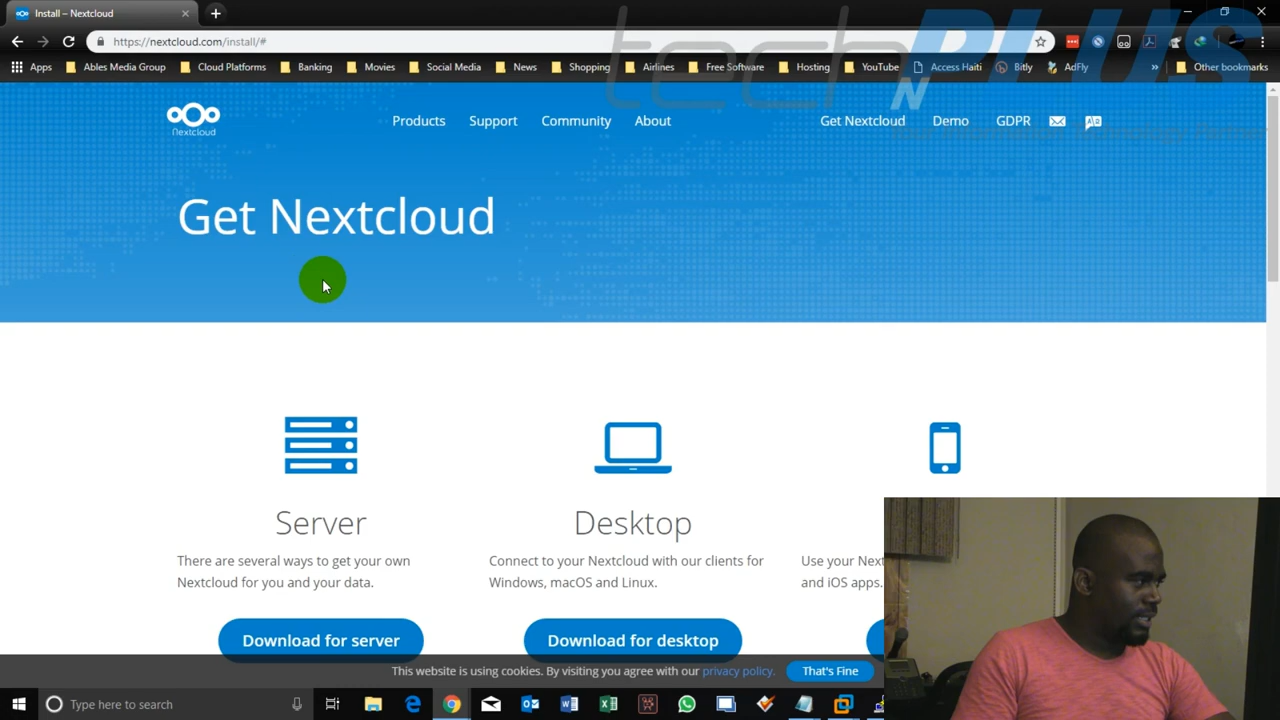 Install – Nextcloud
https://nextcloud.com/install/#
Apps Ables Media Group Cloud Platforms Banking Movies Social Media News Shopping Airlines Free Software Hosting YouTube Access Haiti Bitly AdFly » Other bookmarks
tech
N
PLUS
nextcloud
Products Support Community About Get Nextcloud Demo GDPR
Get Nextcloud
Server
There are several ways to get your own
Nextcloud for you and your data.
Download for server
Desktop
Connect to your Nextcloud with our clients for
Windows, macOS and Linux.
Download for desktop
Use your
and iOS apps.
This website is using cookies. By visiting you agree with our privacy policy. That's Fine
Type here to search